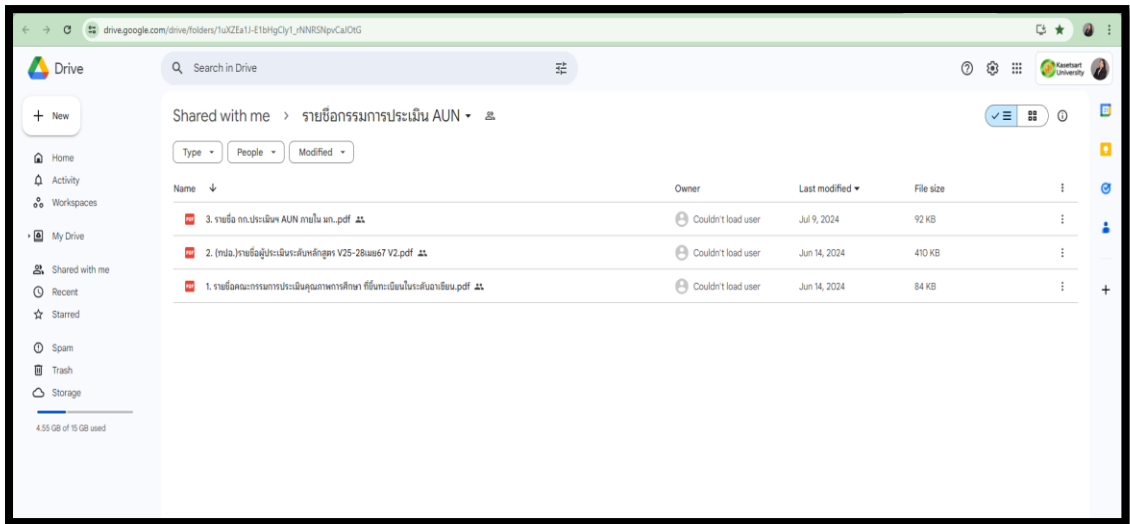 drive.google.com/drive/folders/1uXZEa1J-E1bHgCly1_rNNRSNpvCaJOtG
Drive
Search in Drive
Kasetsart
University
New
Shared with me > รายชื่อกรรมการประเมิน AUN
Type People Modified
Home
Activity
Workspaces
My Drive
Shared with me
Recent
Starred
Spam
Trash
Storage
4.55 GB of 15 GB used
Name Owner Last modified File size
PDF 3. รายชื่อ กก.ประเมินฯ AUN ภายใน มก..pdf Couldn't load user Jul 9, 2024 92 KB
PDF 2. (ทปอ.)รายชื่อผู้ประเมินระดับหลักสูตร V25-28เมย67 V2.pdf Couldn't load user Jun 14, 2024 410 KB
PDF 1. รายชื่อคณะกรรมการประเมินคุณภาพการศึกษา ที่ขึ้นทะเบียนในระดับอาเซียน.pdf Couldn't load user Jun 14, 2024 84 KB